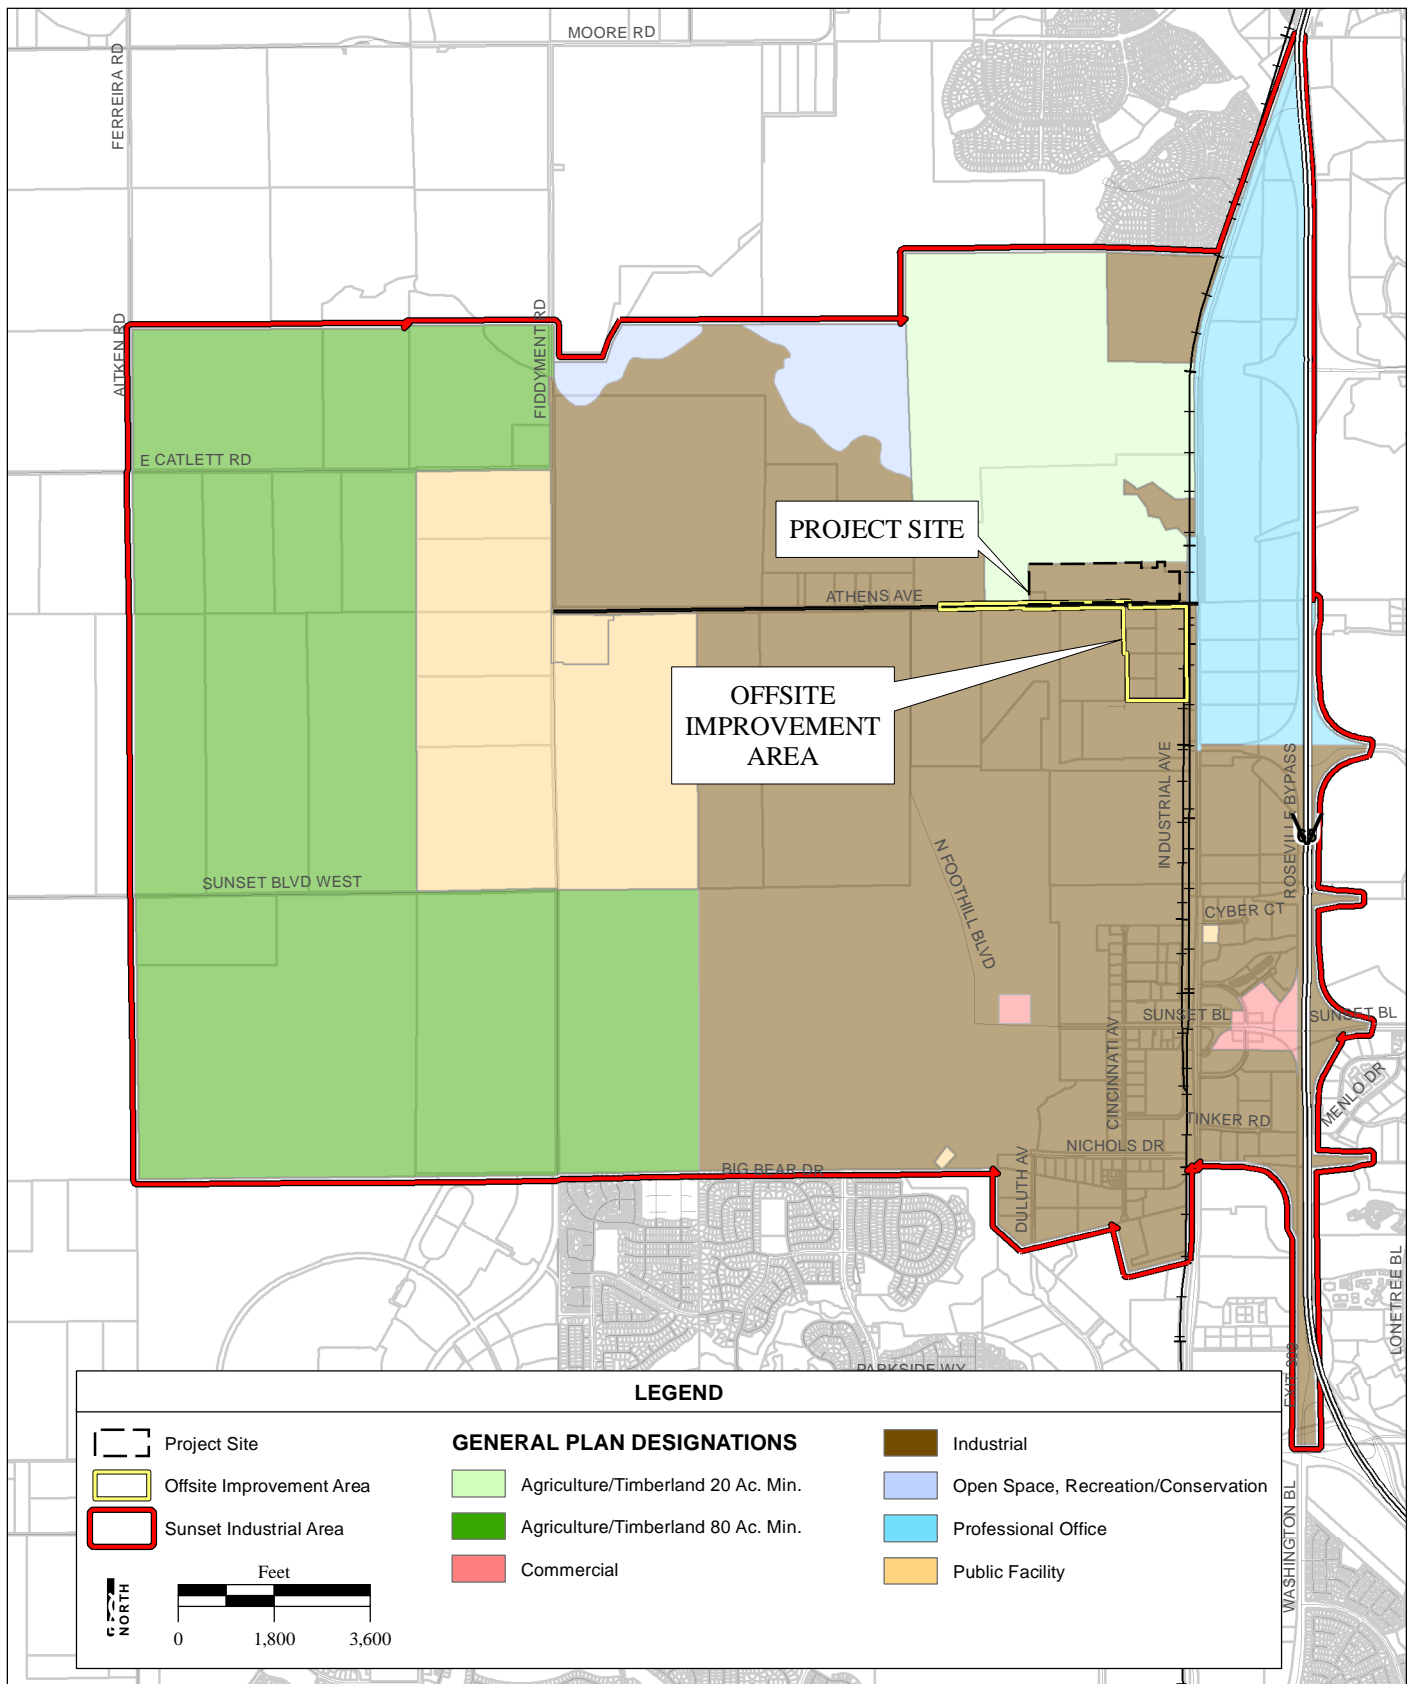 MOORE RD
FERREIRA RD
AITKEN RD
FIDDYMENT RD
E CATLETT RD
PROJECT SITE
ATHENS AVE
OFFSITE
IMPROVEMENT
AREA
INDUSTRIAL AVE
ROSEVILLE BYPASS
65
SUNSET BLVD WEST
N FOOTHILL BLVD
CYBER CT
SUNSET BL
SUNSET BL
CINCINNATI AV
MENLO DR
TINKER RD
NICHOLS DR
BIG BEAR DR
DULUTH AV
LONETREE BL
PARKSIDE WY
WASHINGTON BL
LEGEND
Project Site
Offsite Improvement Area
Sunset Industrial Area
GENERAL PLAN DESIGNATIONS
Agriculture/Timberland 20 Ac. Min.
Agriculture/Timberland 80 Ac. Min.
Commercial
Industrial
Open Space, Recreation/Conservation
Professional Office
Public Facility
NORTH
Feet
0 1,800 3,600